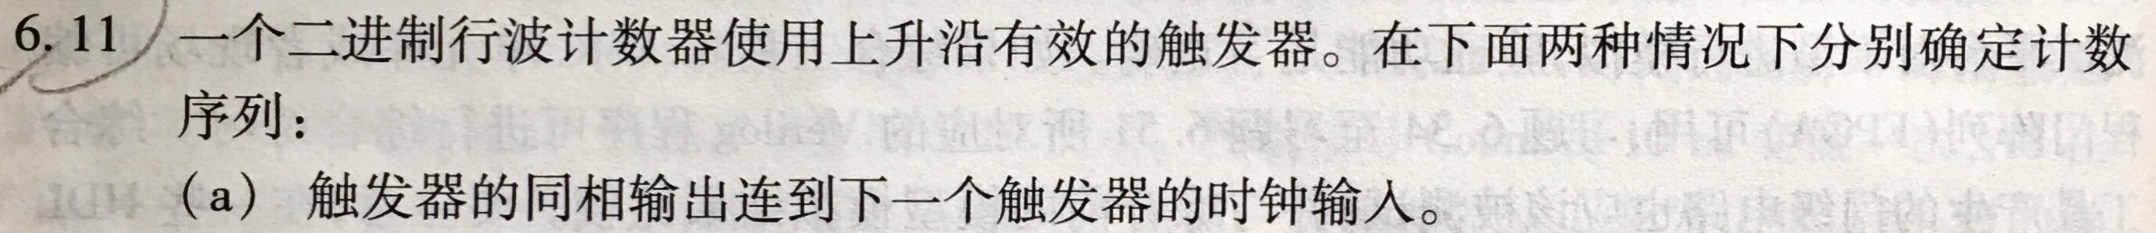 6.11 一个二进制行波计数器使用上升沿有效的触发器。在下面两种情况下分别确定计数
序列：
（a） 触发器的同相输出连到下一个触发器的时钟输入。